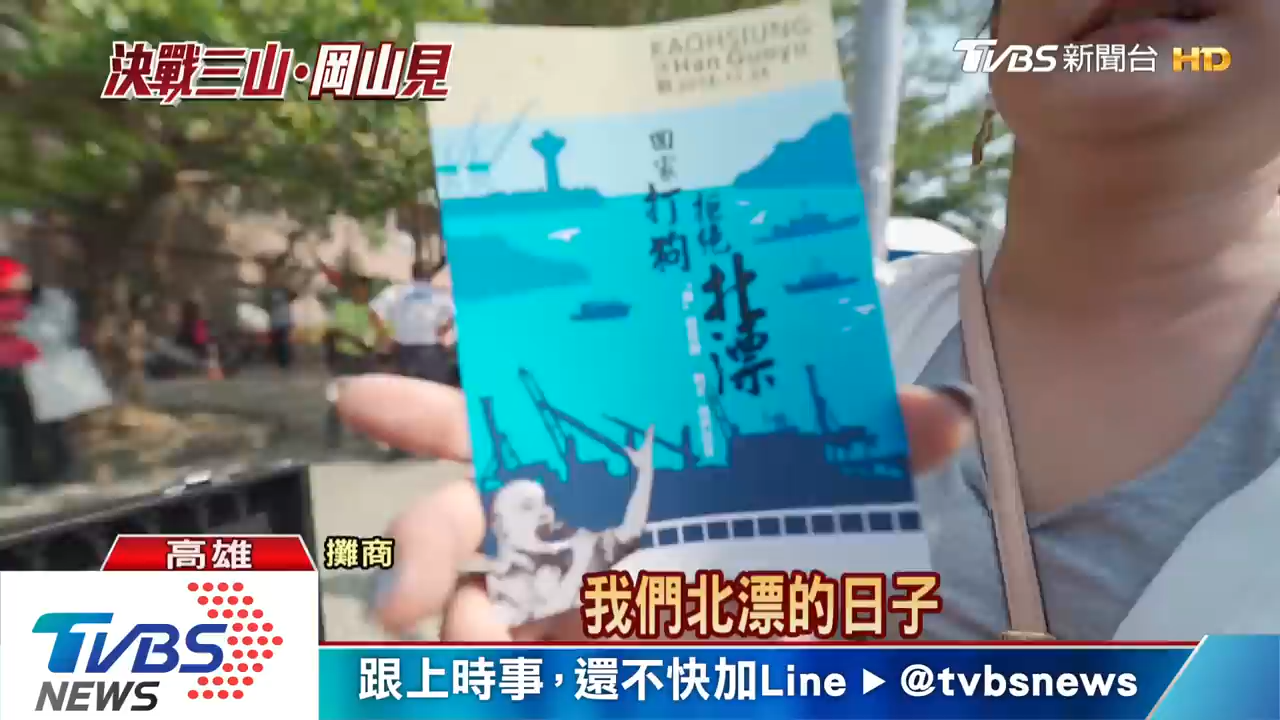 決戰三山•岡山見
TVBS新聞台 HD
KAOHSIUNG
Han Guoyu
回家打狗
拒絕北漂
高雄
攤商
我們北漂的日子
TVBS
NEWS
跟上時事,還不快加Line ▶ @tvbsnews